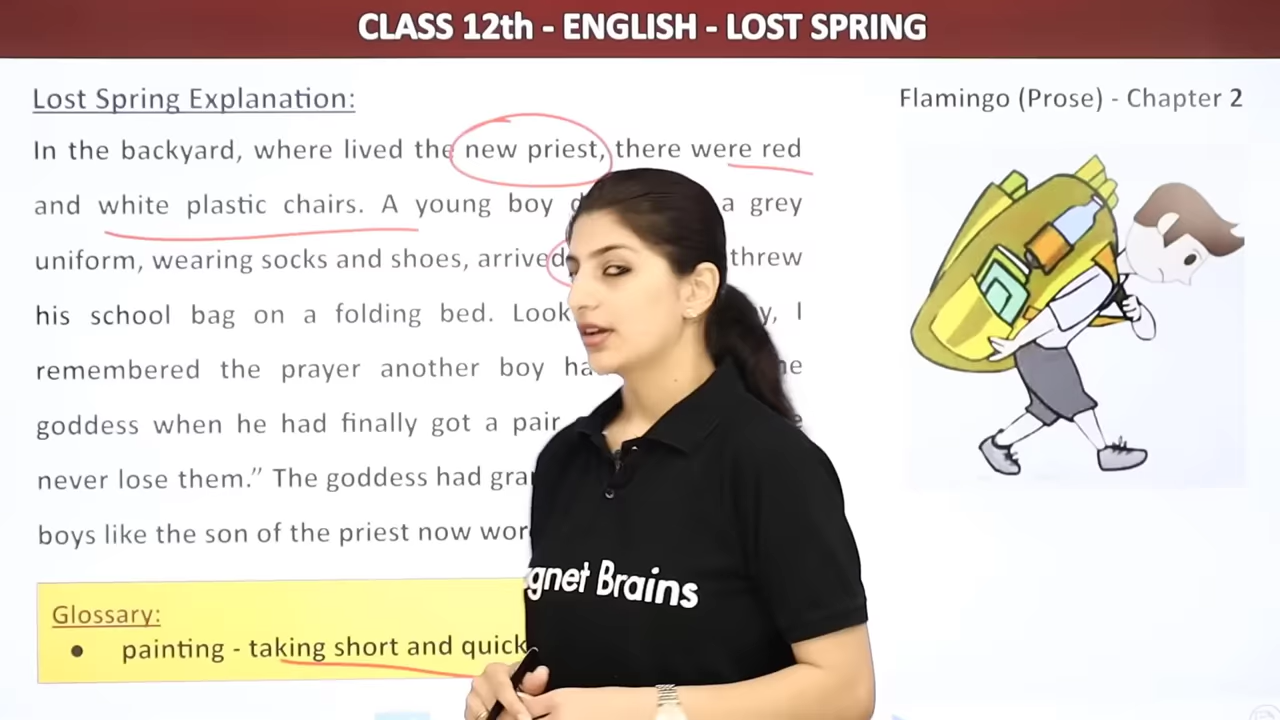 CLASS 12th - ENGLISH - LOST SPRING
Lost Spring Explanation:
Flamingo (Prose) - Chapter 2
In the backyard, where lived the new priest, there were red
and white plastic chairs. A young boy a grey
uniform, wearing socks and shoes, arrived threw
his school bag on a folding bed. I
remembered the prayer another boy
goddess when he had finally got a pair
never lose them.” The goddess had
boys like the son of the priest now
Glossary:
● painting - taking short and quick
gnet Brains